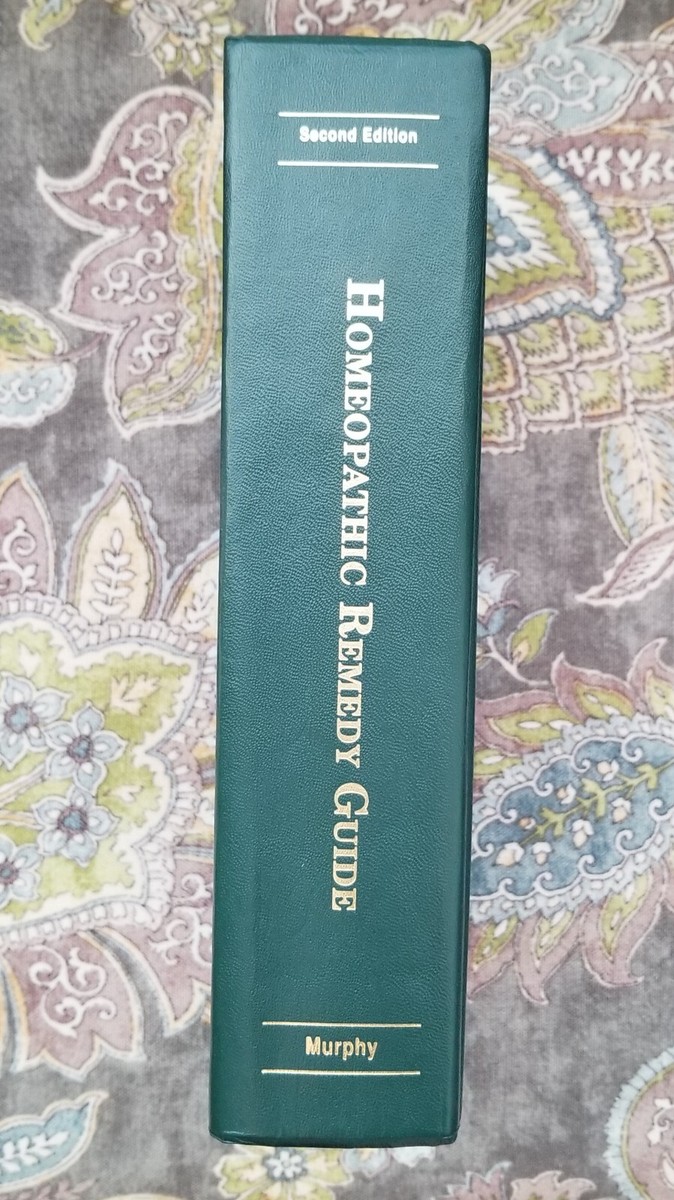 Second Edition
HOMEOPATHIC REMEDY GUIDE
Murphy